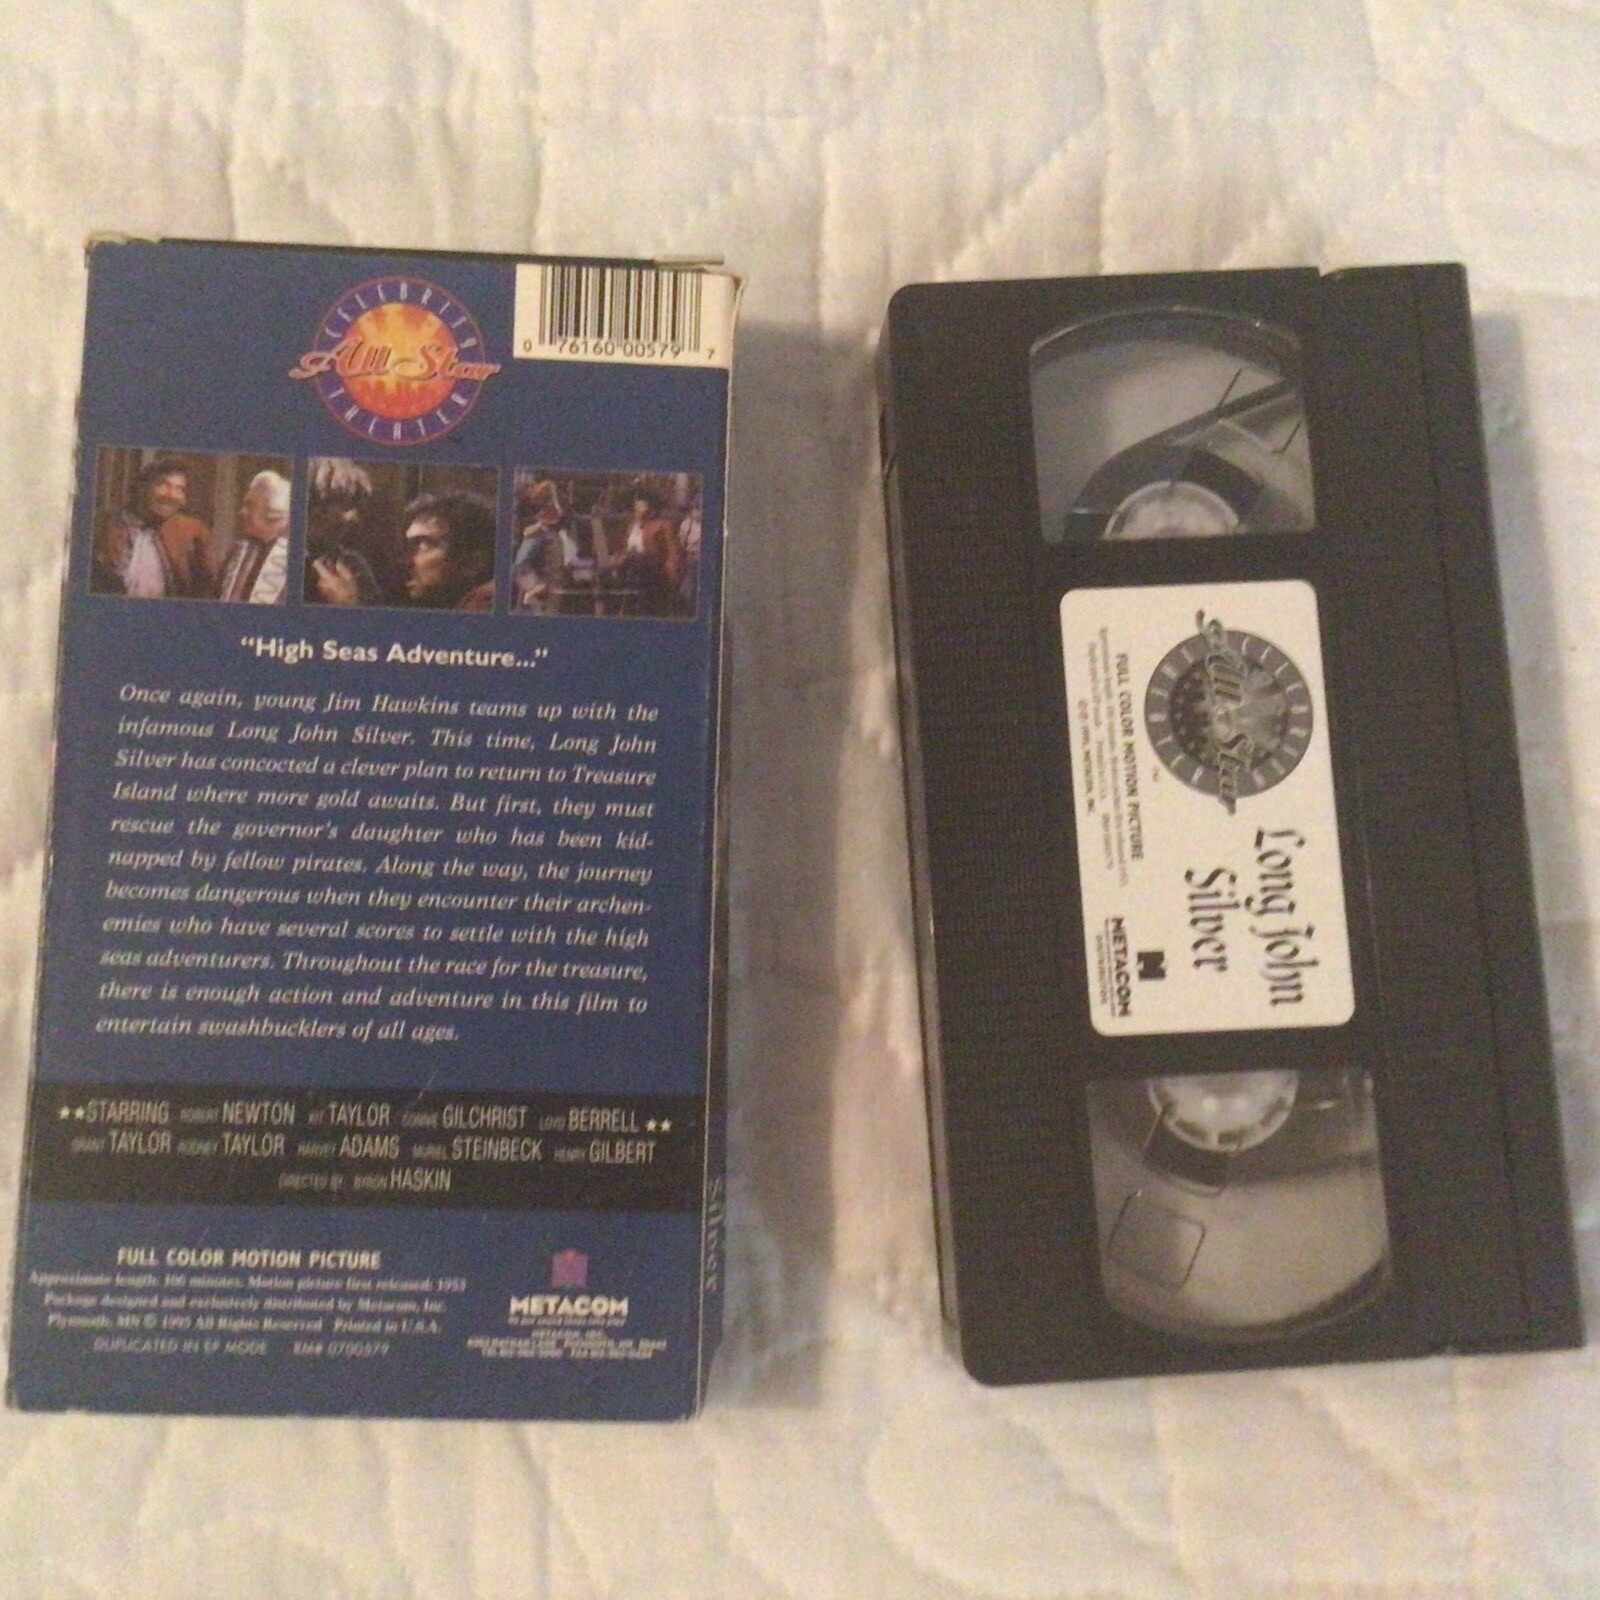 CELEBRITY
All Star
THEATER
0 76160 00579 7
“High Seas Adventure...”
Once again, young Jim Hawkins teams up with the
infamous Long John Silver. This time, Long John
Silver has concocted a clever plan to return to Treasure
Island where more gold awaits. But first, they must
rescue the governor's daughter who has been kid-
napped by fellow pirates. Along the way, the journey
becomes dangerous when they encounter their archen-
emies who have several scores to settle with the high
seas adventurers. Throughout the race for the treasure,
there is enough action and adventure in this film to
entertain swashbucklers of all ages.
★★STARRING ROBERT NEWTON KIT TAYLOR CONNIE GILCHRIST LLOYD BERRELL ★★
GRANT TAYLOR RODNEY TAYLOR HARVEY ADAMS MURIEL STEINBECK HENRY GILBERT
DIRECTED BY: BYRON HASKIN
FULL COLOR MOTION PICTURE
Approximate length: 106 minutes. Motion picture first released: 1953
Package designed and exclusively distributed by Metacom, Inc.
Plymouth, MN © 1995 All Rights Reserved Printed in U.S.A.
DUPLICATED IN EP MODE RM# 0700579
METACOM
METACOM, INC.
Silver
CELEBRITY
All Star
THEATER
TM
Long John
Silver
FULL COLOR MOTION PICTURE
METACOM